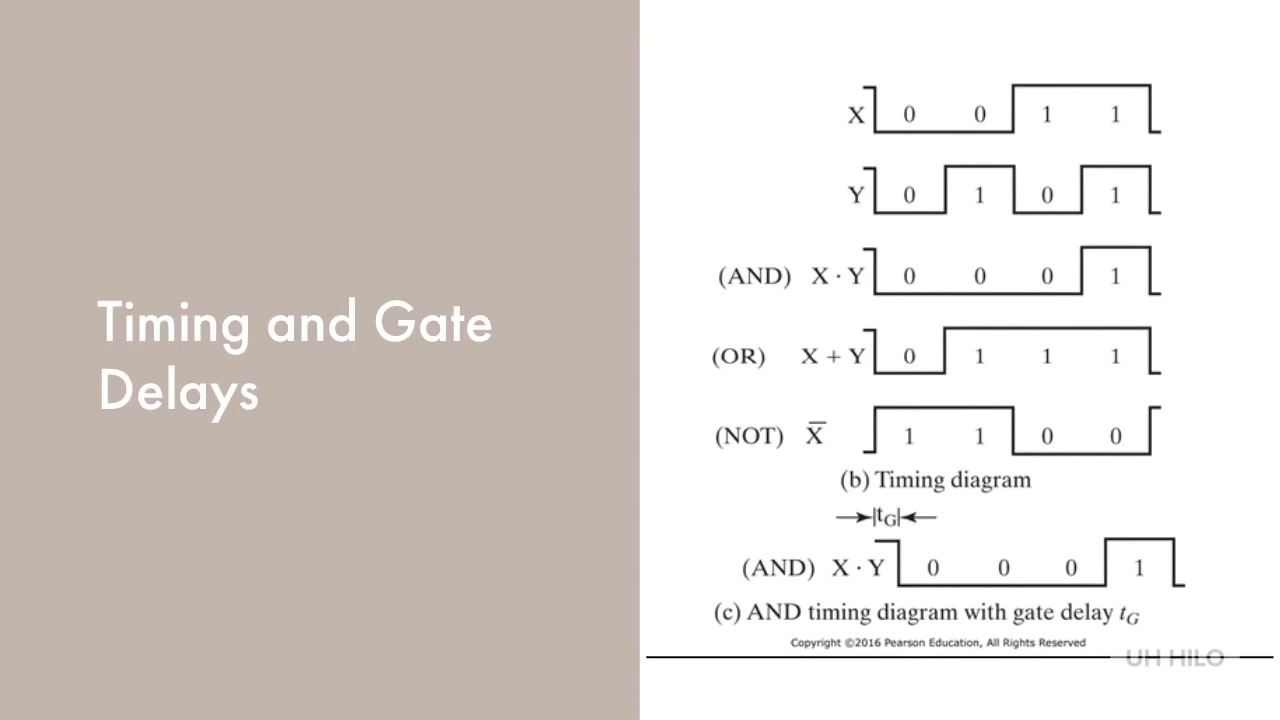 Timing and Gate
Delays
X 0 0 1 1
Y 0 1 0 1
(AND) X · Y 0 0 0 1
(OR) X + Y 0 1 1 1
(NOT) X̅ 1 1 0 0
(b) Timing diagram
|tG|
(AND) X · Y 0 0 0 1
(c) AND timing diagram with gate delay tG
Copyright ©2016 Pearson Education, All Rights Reserved
UH HILO